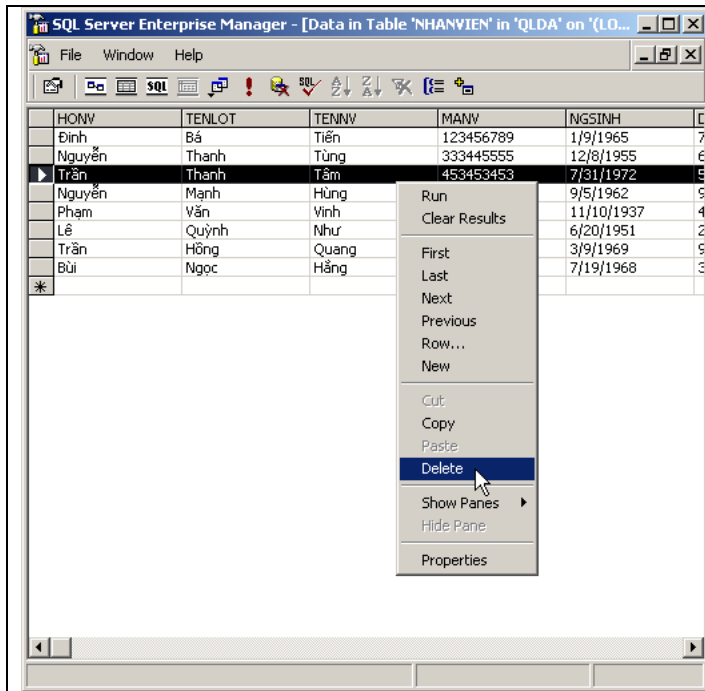 SQL Server Enterprise Manager - [Data in Table 'NHANVIEN' in 'QLDA' on '(LO...
File Window Help
SQL SQL A Z Z A
HONV TENLOT TENNV MANV NGSINH
Đinh Bá Tiến 123456789 1/9/1965
Nguyễn Thanh Tùng 333445555 12/8/1955
Trần Thanh Tâm 453453453 7/31/1972
Nguyễn Mạnh Hùng 9/5/1962
Phạm Văn Vinh 11/10/1937
Lê Quỳnh Như 6/20/1951
Trần Hồng Quang 3/9/1969
Bùi Ngọc Hằng 7/19/1968
Run
Clear Results
First
Last
Next
Previous
Row...
New
Cut
Copy
Paste
Delete
Show Panes
Hide Pane
Properties